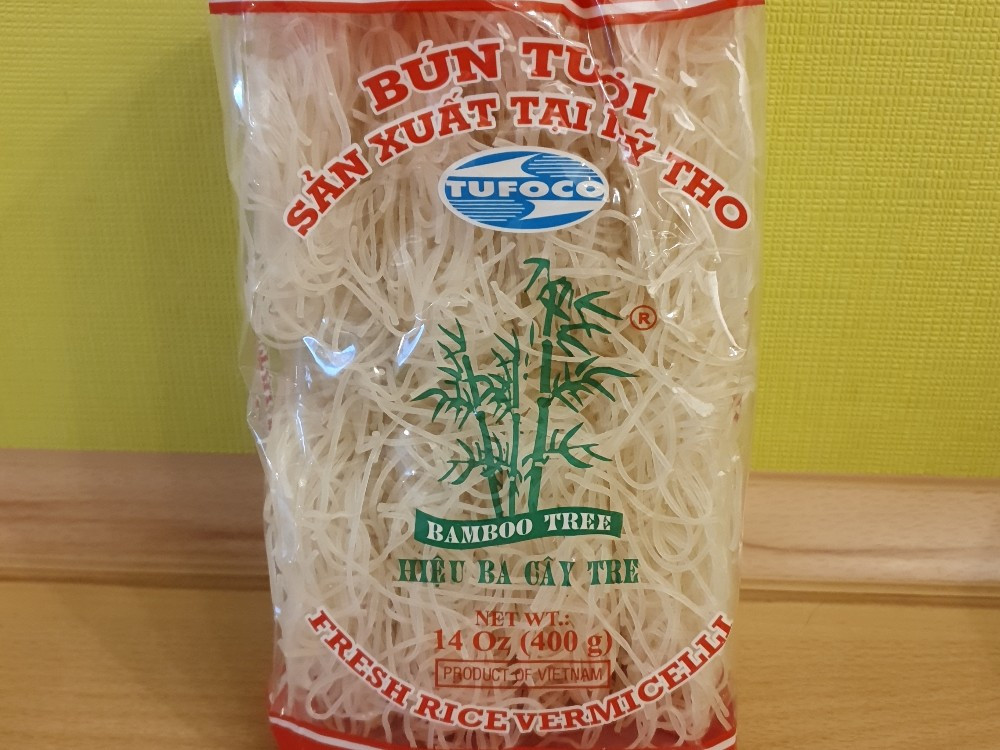 BÚN TƯƠI
SẢN XUẤT TẠI MỸ THO
TUFOCO
®
BAMBOO TREE
HIỆU BA CÂY TRE
NET WT.:
14 Oz (400 g)
PRODUCT OF VIETNAM
FRESH RICE VERMICELLI